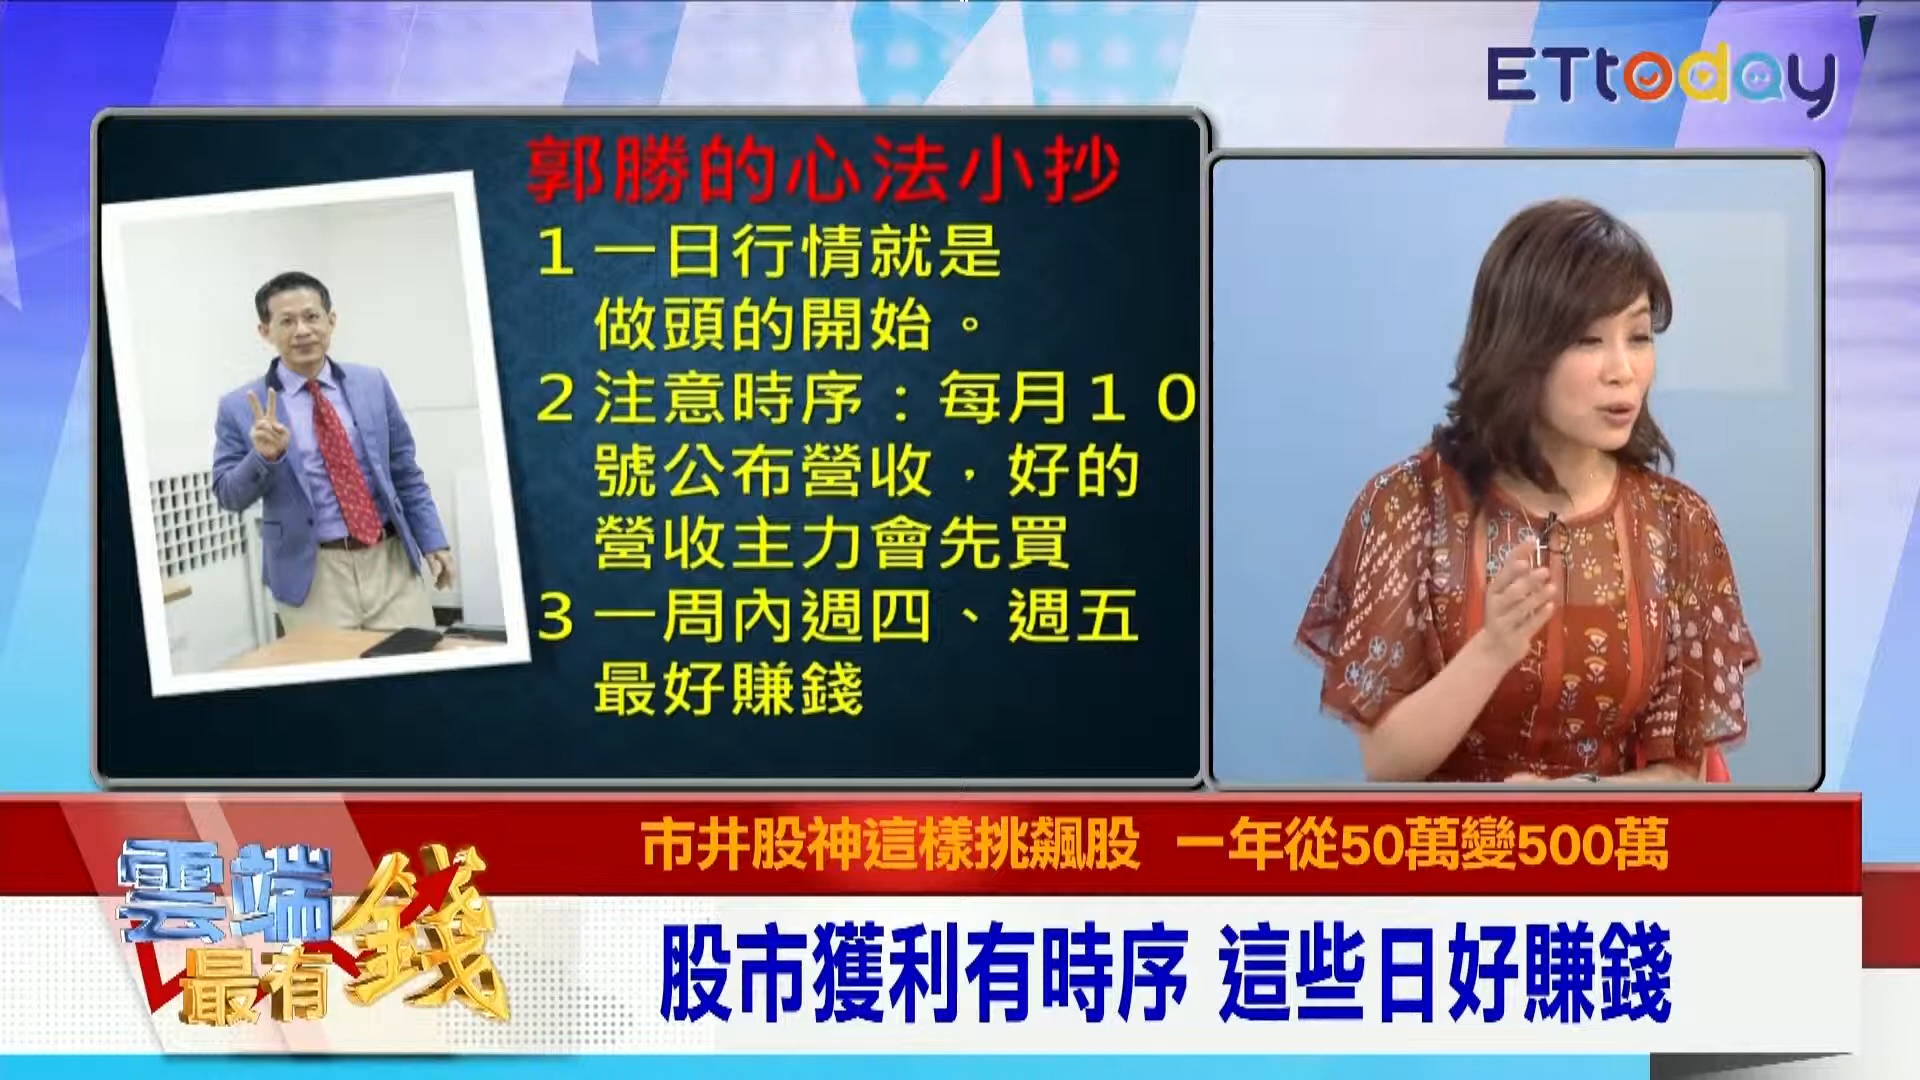 ETtoday
郭勝的心法小抄
１一日行情就是
做頭的開始。
２注意時序：每月１０
號公布營收，好的
營收主力會先買
３一周內週四、週五
最好賺錢
市井股神這樣挑飆股 一年從50萬變500萬
雲端
最有錢
股市獲利有時序 這些日好賺錢